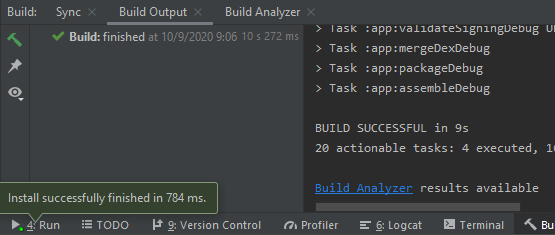 Build: Sync × Build Output × Build Analyzer ×
Build: finished at 10/9/2020 9:06 10 s 272 ms
> Task :app:validateSigningDebug
> Task :app:mergeDexDebug
> Task :app:packageDebug
> Task :app:assembleDebug
BUILD SUCCESSFUL in 9s
20 actionable tasks: 4 executed,
Build Analyzer results available
Install successfully finished in 784 ms.
4: Run TODO 9: Version Control Profiler 6: Logcat Terminal